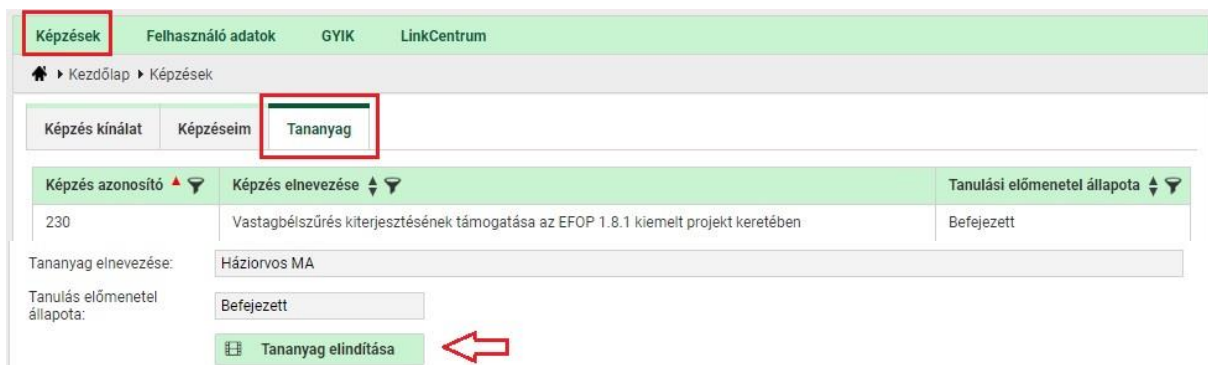 Képzések Felhasználó adatok GYIK LinkCentrum
Kezdőlap Képzések
Képzés kínálat Képzéseim Tananyag
Képzés azonosító Képzés elnevezése Tanulási előmenetel állapota
230 Vastagbélszűrés kiterjesztésének támogatása az EFOP 1.8.1 kiemelt projekt keretében Befejezett
Tananyag elnevezése: Háziorvos MA
Tanulás előmenetel
állapota: Befejezett
Tananyag elindítása